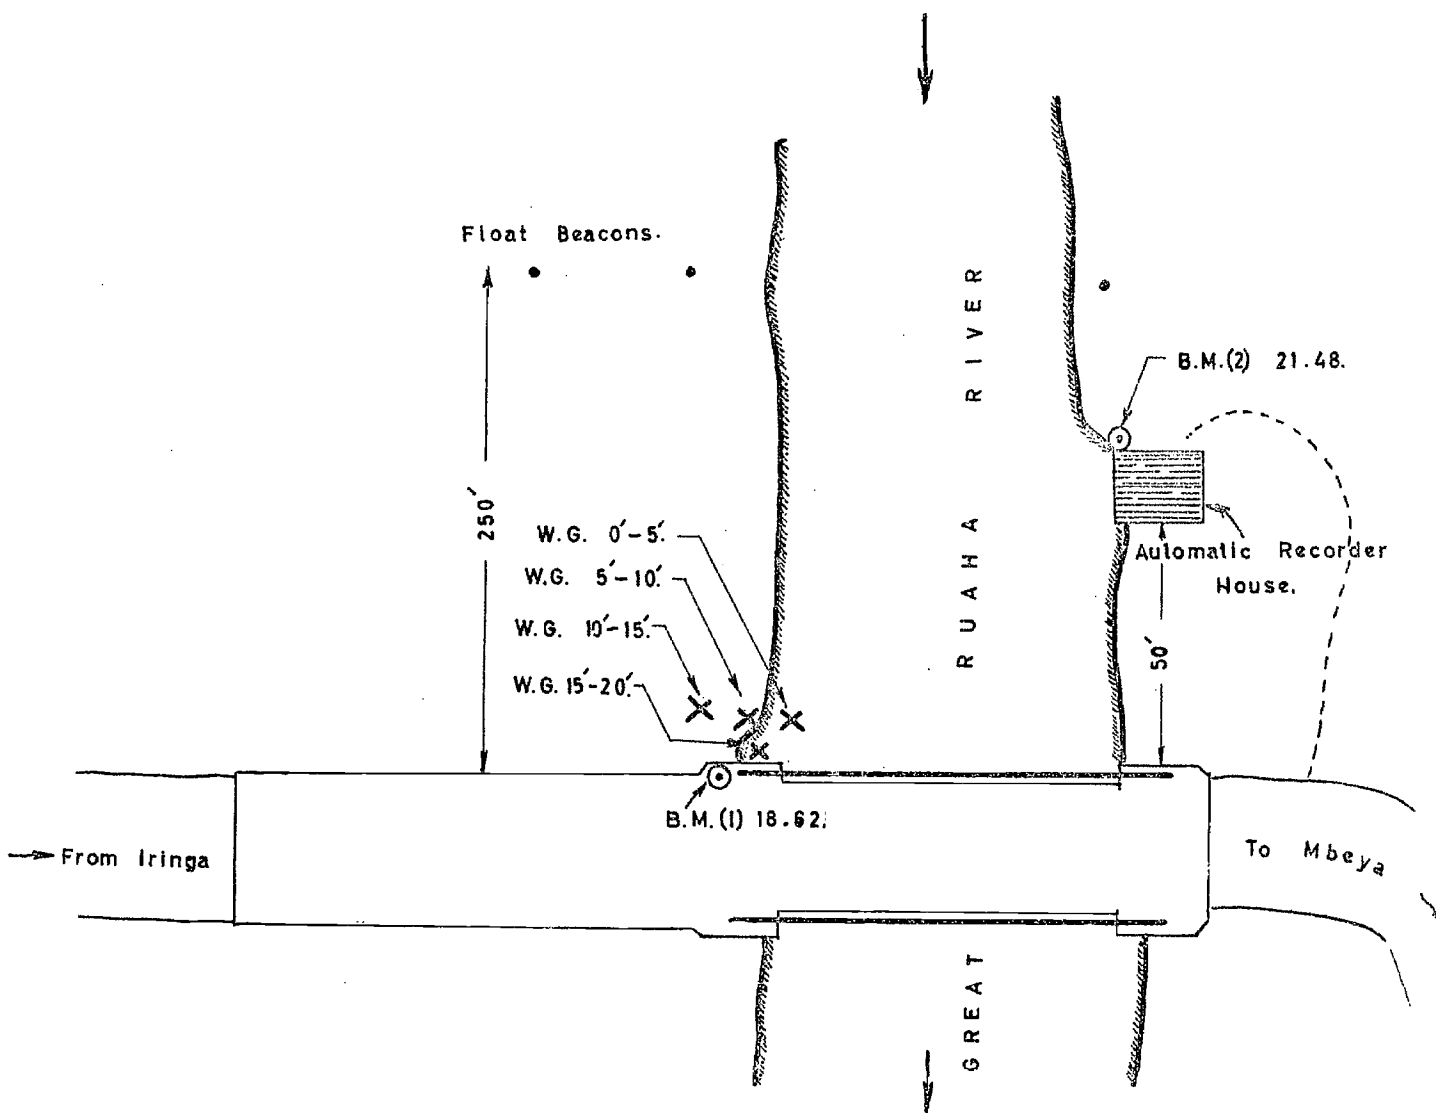 Float Beacons.
B.M.(2) 21.48.
250′
W.G. 0′-5′.
W.G. 5′-10′.
W.G. 10′-15′.
W.G. 15′-20′.
Automatic Recorder
House.
50′
B.M.(1) 18.62.
From Iringa
To Mbeya
GREAT RUAHA RIVER